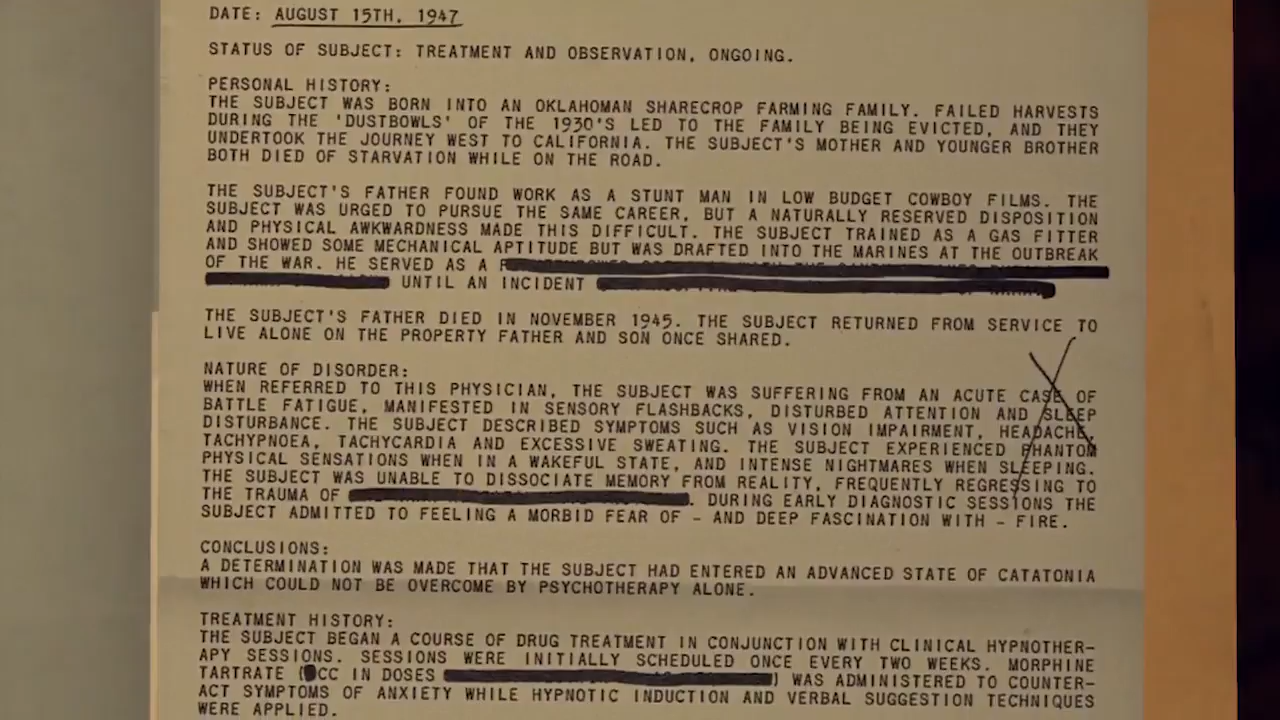 DATE: AUGUST 15TH, 1947
STATUS OF SUBJECT: TREATMENT AND OBSERVATION, ONGOING.
PERSONAL HISTORY:
THE SUBJECT WAS BORN INTO AN OKLAHOMAN SHARECROP FARMING FAMILY. FAILED HARVESTS
DURING THE 'DUSTBOWLS' OF THE 1930'S LED TO THE FAMILY BEING EVICTED, AND THEY
UNDERTOOK THE JOURNEY WEST TO CALIFORNIA. THE SUBJECT'S MOTHER AND YOUNGER BROTHER
BOTH DIED OF STARVATION WHILE ON THE ROAD.
THE SUBJECT'S FATHER FOUND WORK AS A STUNT MAN IN LOW BUDGET COWBOY FILMS. THE
SUBJECT WAS URGED TO PURSUE THE SAME CAREER, BUT A NATURALLY RESERVED DISPOSITION
AND PHYSICAL AWKWARDNESS MADE THIS DIFFICULT. THE SUBJECT TRAINED AS A GAS FITTER
AND SHOWED SOME MECHANICAL APTITUDE BUT WAS DRAFTED INTO THE MARINES AT THE OUTBREAK
OF THE WAR. HE SERVED AS A
UNTIL AN INCIDENT
THE SUBJECT'S FATHER DIED IN NOVEMBER 1945. THE SUBJECT RETURNED FROM SERVICE TO
LIVE ALONE ON THE PROPERTY FATHER AND SON ONCE SHARED.
NATURE OF DISORDER:
WHEN REFERRED TO THIS PHYSICIAN, THE SUBJECT WAS SUFFERING FROM AN ACUTE CASE OF
BATTLE FATIGUE, MANIFESTED IN SENSORY FLASHBACKS, DISTURBED ATTENTION AND SLEEP
DISTURBANCE. THE SUBJECT DESCRIBED SYMPTOMS SUCH AS VISION IMPAIRMENT, HEADACHE,
TACHYPNOEA, TACHYCARDIA AND EXCESSIVE SWEATING. THE SUBJECT EXPERIENCED PHANTOM
PHYSICAL SENSATIONS WHEN IN A WAKEFUL STATE, AND INTENSE NIGHTMARES WHEN SLEEPING.
THE SUBJECT WAS UNABLE TO DISSOCIATE MEMORY FROM REALITY, FREQUENTLY REGRESSING TO
THE TRAUMA OF . DURING EARLY DIAGNOSTIC SESSIONS THE
SUBJECT ADMITTED TO FEELING A MORBID FEAR OF - AND DEEP FASCINATION WITH - FIRE.
CONCLUSIONS:
A DETERMINATION WAS MADE THAT THE SUBJECT HAD ENTERED AN ADVANCED STATE OF CATATONIA
WHICH COULD NOT BE OVERCOME BY PSYCHOTHERAPY ALONE.
TREATMENT HISTORY:
THE SUBJECT BEGAN A COURSE OF DRUG TREATMENT IN CONJUNCTION WITH CLINICAL HYPNOTHER-
APY SESSIONS. SESSIONS WERE INITIALLY SCHEDULED ONCE EVERY TWO WEEKS. MORPHINE
TARTRATE ( CC IN DOSES ) WAS ADMINISTERED TO COUNTER-
ACT SYMPTOMS OF ANXIETY WHILE HYPNOTIC INDUCTION AND VERBAL SUGGESTION TECHNIQUES
WERE APPLIED.